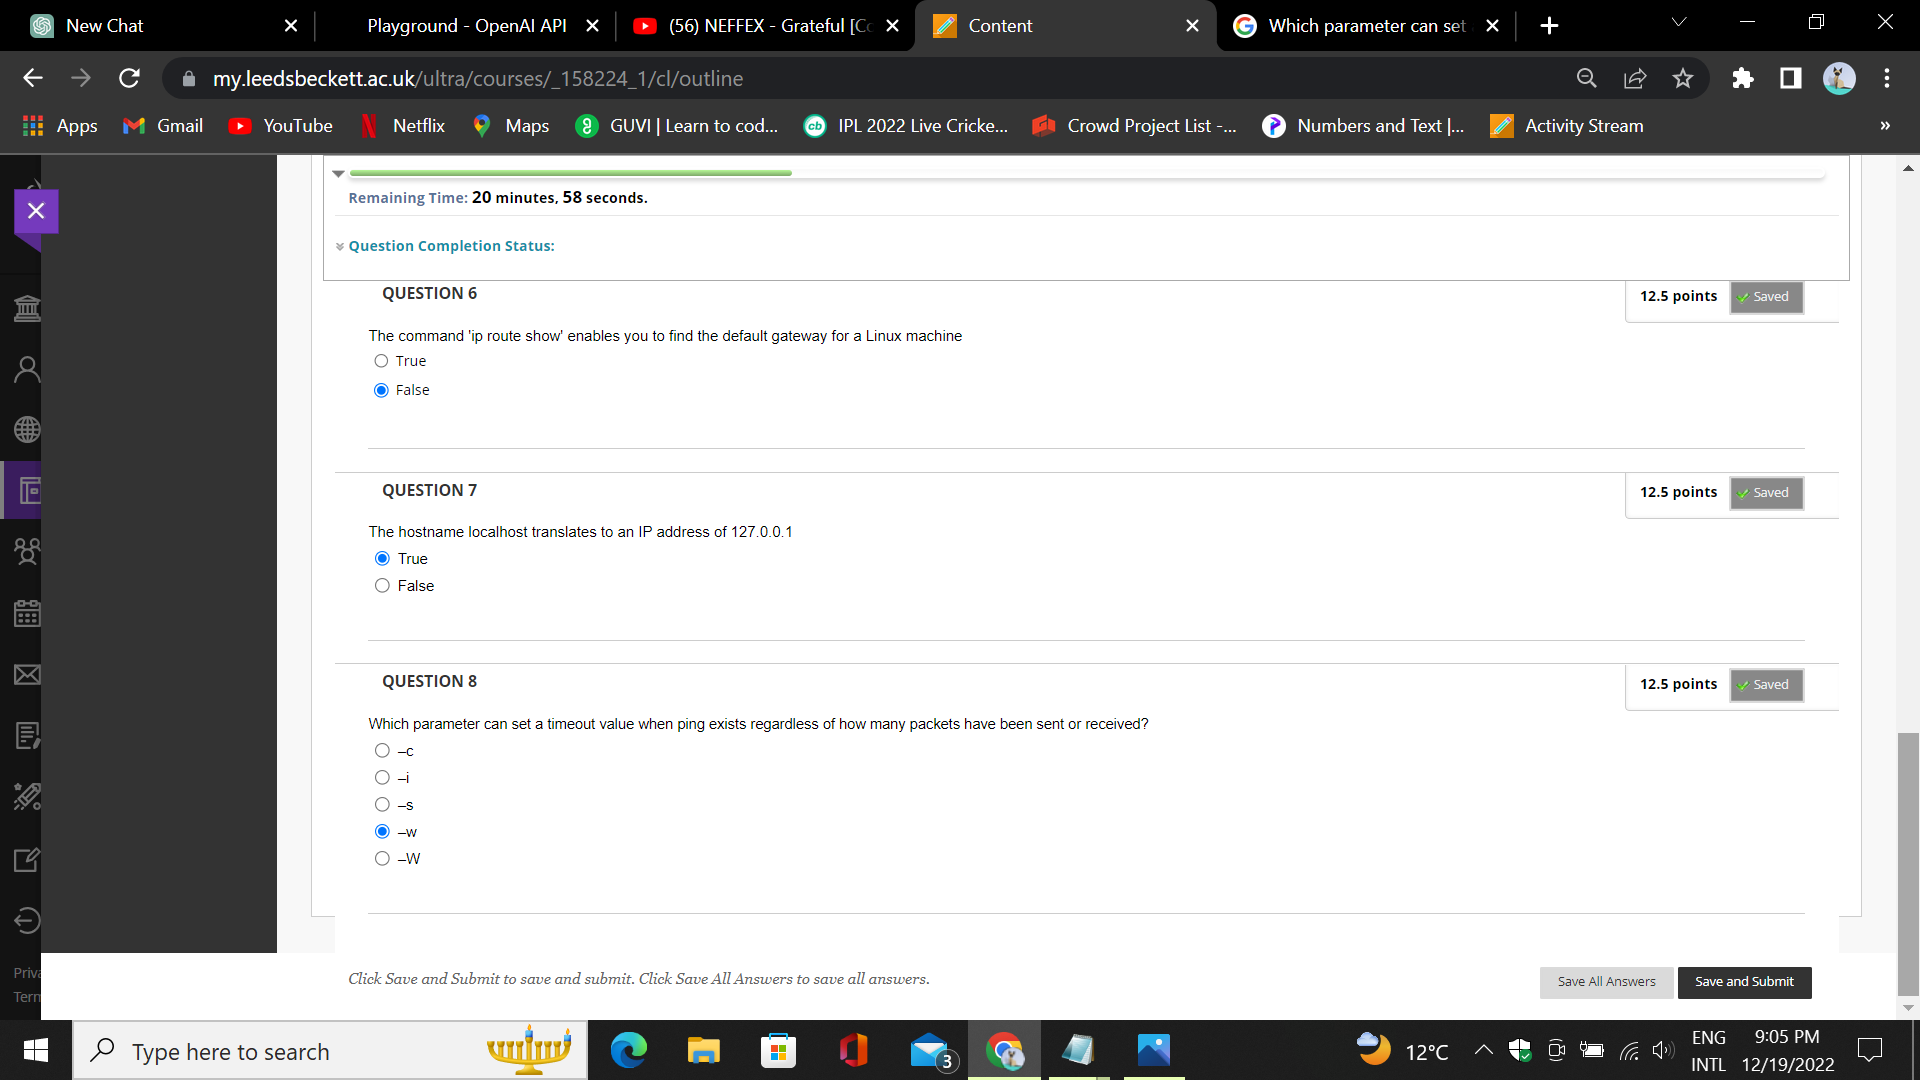 New Chat
Playground - OpenAI API
(56) NEFFEX - Grateful [Co
Content
Which parameter can set
my.leedsbeckett.ac.uk/ultra/courses/_158224_1/cl/outline
Apps
Gmail
YouTube
Netflix
Maps
GUVI | Learn to cod...
IPL 2022 Live Cricke...
Crowd Project List -...
Numbers and Text |...
Activity Stream
»
Remaining Time: 20 minutes, 58 seconds.
Question Completion Status:
QUESTION 6
12.5 points
Saved
The command 'ip route show' enables you to find the default gateway for a Linux machine
True
False
QUESTION 7
12.5 points
Saved
The hostname localhost translates to an IP address of 127.0.0.1
True
False
QUESTION 8
12.5 points
Saved
Which parameter can set a timeout value when ping exists regardless of how many packets have been sent or received?
–c
–i
–s
–w
–W
Priva
Term
Click Save and Submit to save and submit. Click Save All Answers to save all answers.
Save All Answers
Save and Submit
Type here to search
3
12°C
ENG
INTL
9:05 PM
12/19/2022